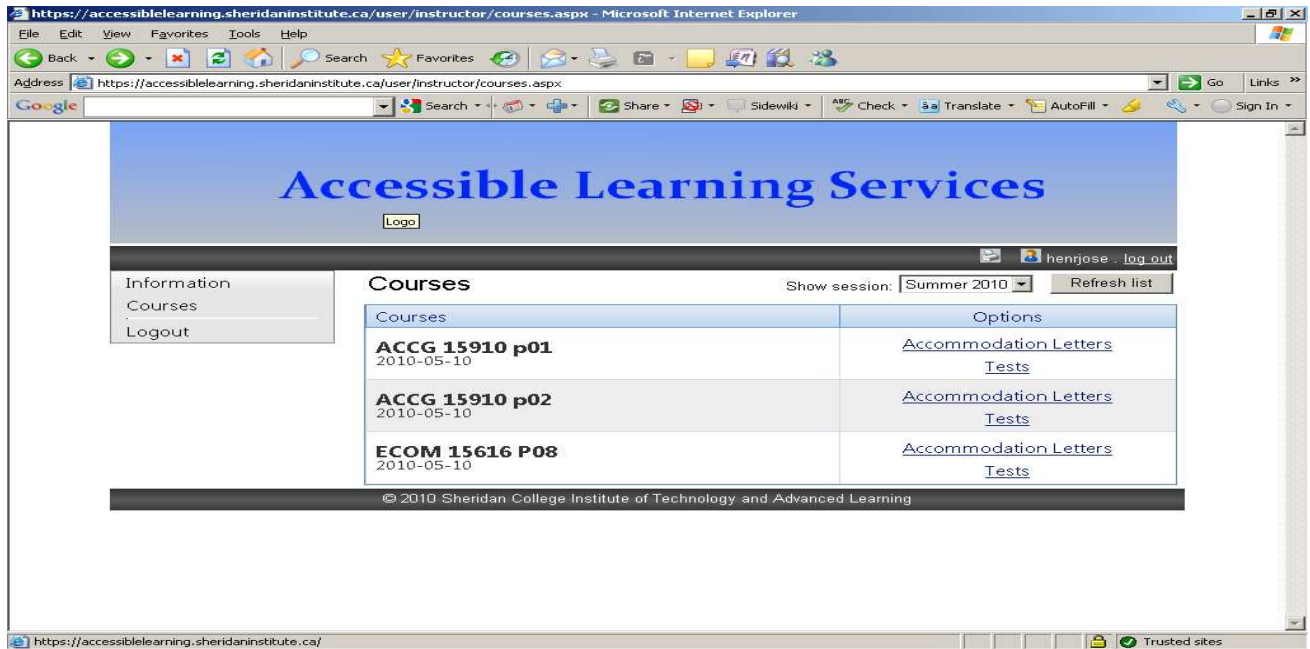 https://accessiblelearning.sheridaninstitute.ca/user/instructor/courses.aspx - Microsoft Internet Explorer
File Edit View Favorites Tools Help
Back Search Favorites
Address https://accessiblelearning.sheridaninstitute.ca/user/instructor/courses.aspx Go Links »
Google Search Share Sidewiki Check Translate AutoFill Sign In
Accessible Learning Services
Logo
henrjose . log out
Information
Courses
Logout
Courses Show session: Summer 2010 Refresh list
Courses Options
ACCG 15910 p01
2010-05-10
Accommodation Letters
Tests
ACCG 15910 p02
2010-05-10
Accommodation Letters
Tests
ECOM 15616 P08
2010-05-10
Accommodation Letters
Tests
© 2010 Sheridan College Institute of Technology and Advanced Learning
https://accessiblelearning.sheridaninstitute.ca/ Trusted sites